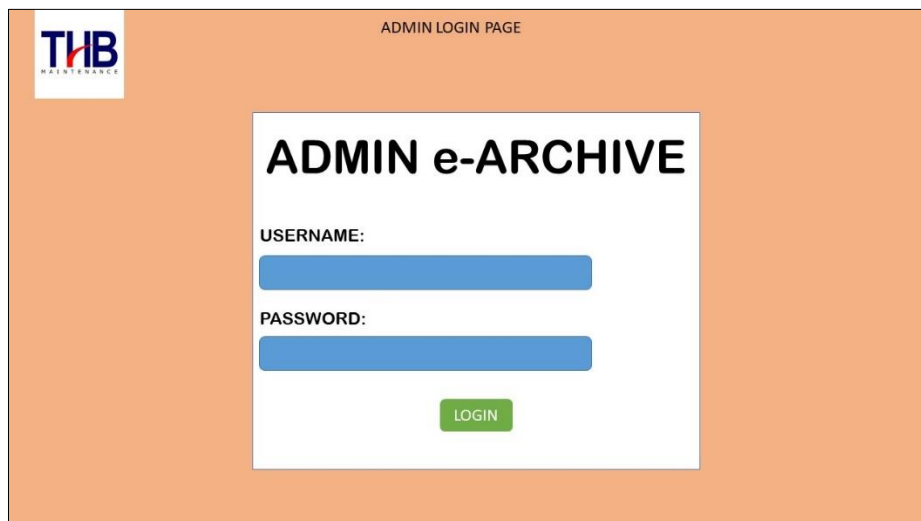 ADMIN LOGIN PAGE
THB
MAINTENANCE
ADMIN e-ARCHIVE
USERNAME:
PASSWORD:
LOGIN